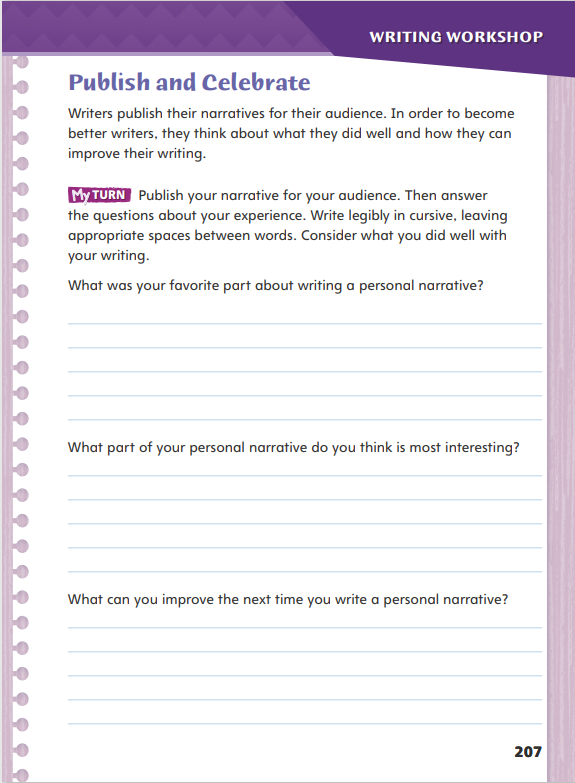 WRITING WORKSHOP
Publish and Celebrate
Writers publish their narratives for their audience. In order to become
better writers, they think about what they did well and how they can
improve their writing.
My TURN Publish your narrative for your audience. Then answer
the questions about your experience. Write legibly in cursive, leaving
appropriate spaces between words. Consider what you did well with
your writing.
What was your favorite part about writing a personal narrative?
What part of your personal narrative do you think is most interesting?
What can you improve the next time you write a personal narrative?
207